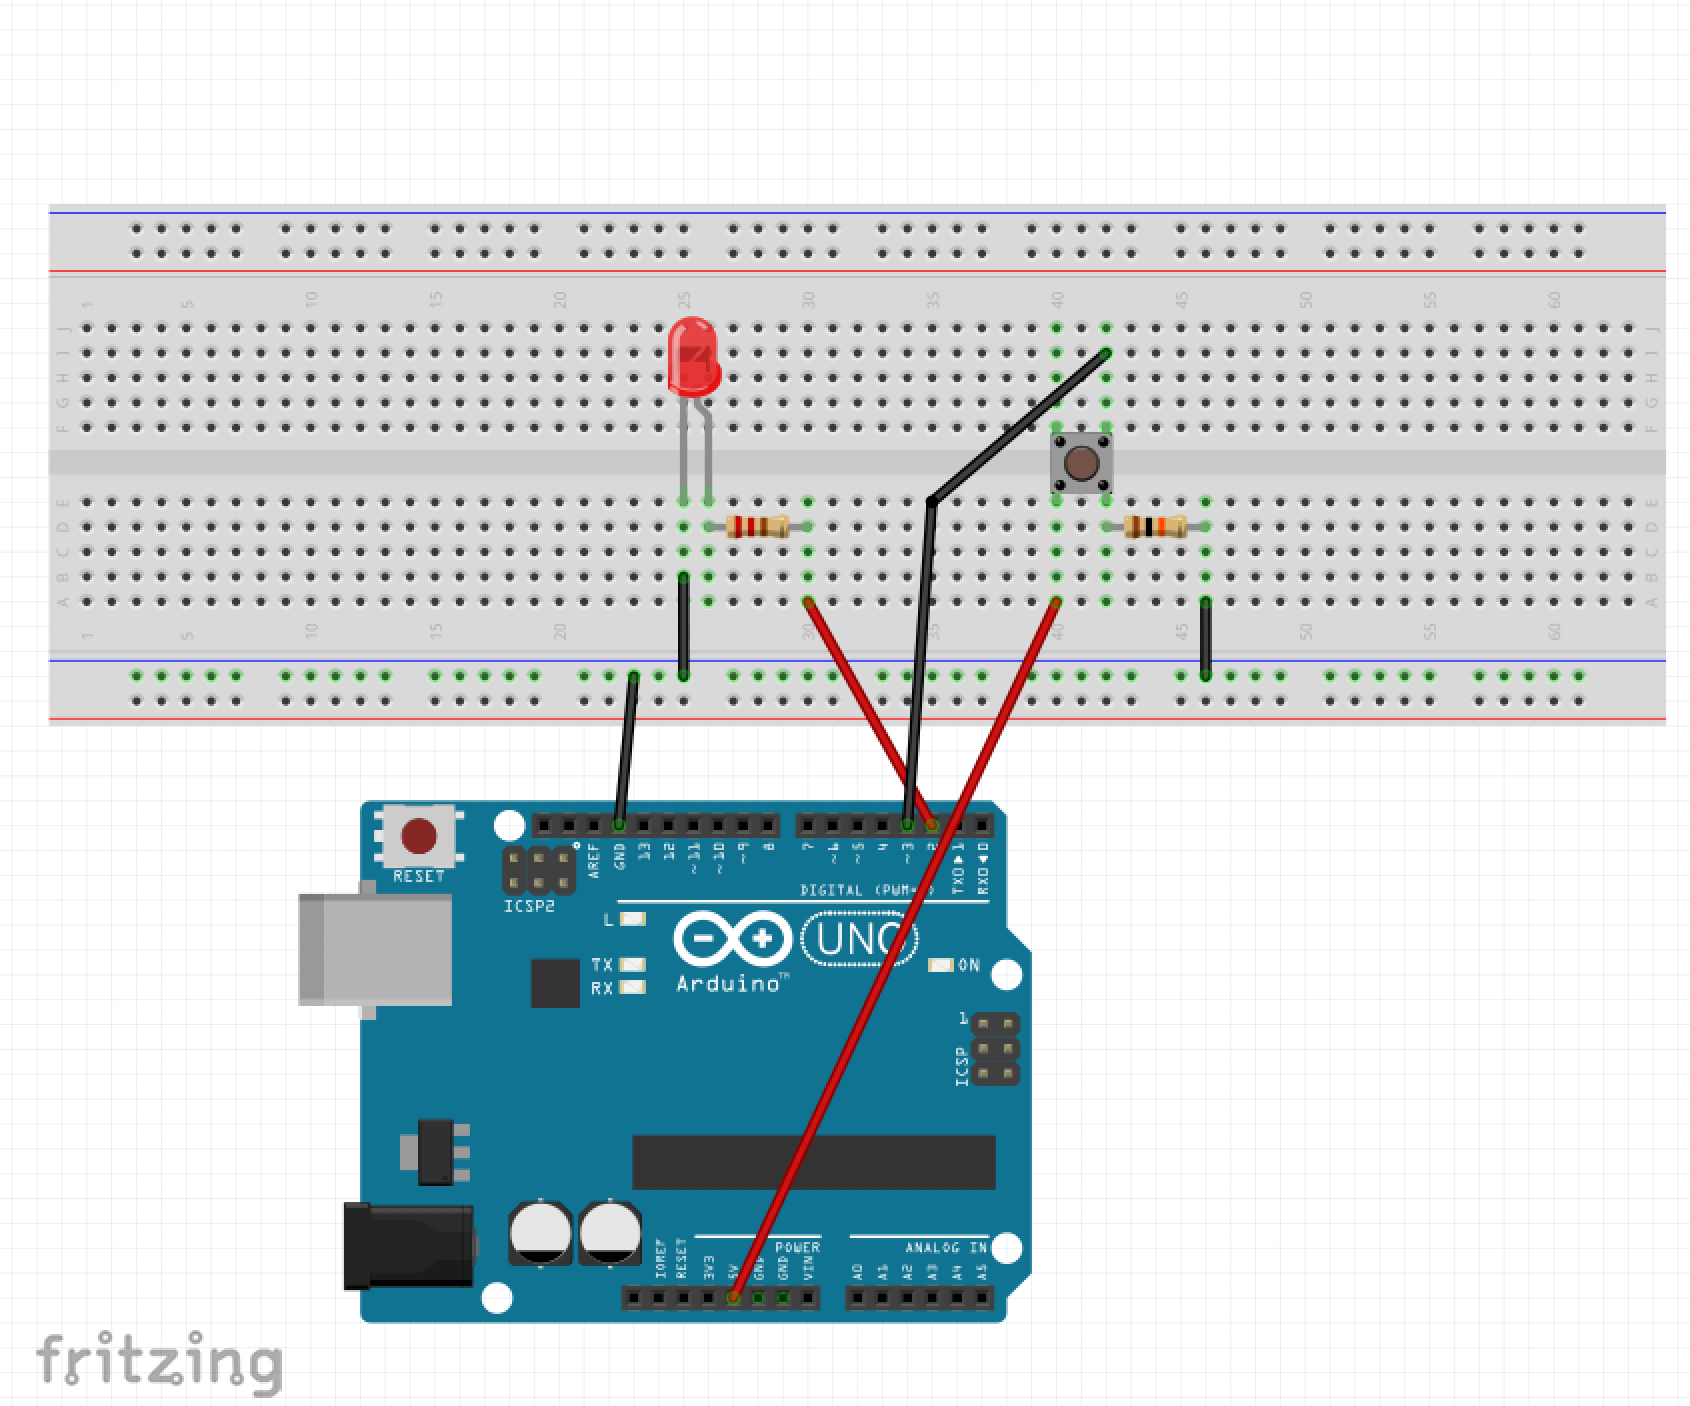 1 5 10 15 20 25 30 35 40 45 50 55 60
J J
I I
H H
G G
F F
E E
D D
C C
B B
A A
1 5 10 15 20 30 35 40 45 50 55 60
RESET
ICSP2
AREF GND 13 12 ~11 ~10 ~9 8 7 ~6 ~5 4 ~3 2 TX0▶1 RX0◀0
DIGITAL (PWM
L
TX
RX
UNO
Arduino™
ON
1
ICSP
POWER
ANALOG IN
IOREF RESET 3V3 5V GND GND VIN A0 A1 A2 A3 A4 A5
fritzing